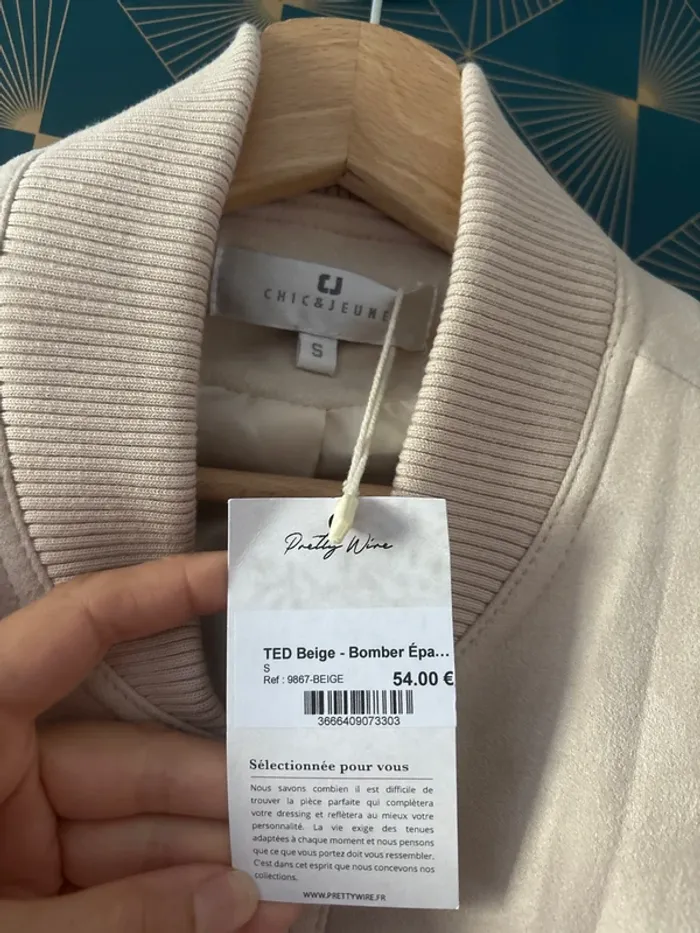 CJ
CHIC&JEUNE
S
Pretty Wire
TED Beige - Bomber Épa...
S
Ref : 9867-BEIGE
54.00 €
3666409073303
Sélectionnée pour vous
Nous savons combien il est difficile de
trouver la pièce parfaite qui complètera
votre dressing et reflètera au mieux votre
personnalité. La vie exige des tenues
adaptées à chaque moment et nous pensons
que ce que vous portez doit vous ressembler.
C'est dans cet esprit que nous concevons nos
collections.
WWW.PRETTYWIRE.FR